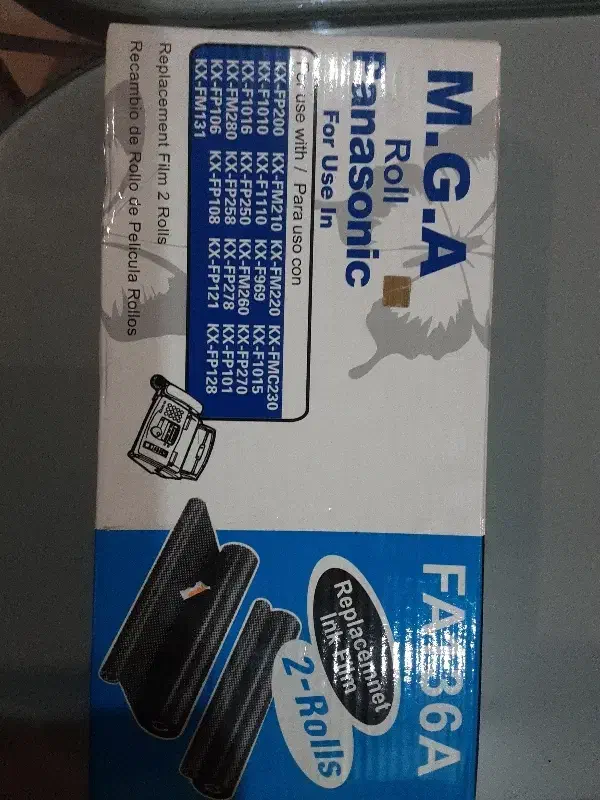 M.G.A
Roll
Panasonic
For Use In
For use with / Para uso con
KX-FP200 KX-FM210 KX-FM220 KX-FMC230
KX-F1010 KX-F1110 KX-F969 KX-F1015
KX-F1016 KX-FP250 KX-FM260 KX-FP270
KX-FM280 KX-FP258 KX-FP278 KX-FP101
KX-FP106 KX-FP108 KX-FP121 KX-FP128
KX-FM131
Replacement Film 2 Rolls
Recambio de Rollo de Pelicula Rollos
FA136A
Replacemnet
Ink Film
2-Rolls